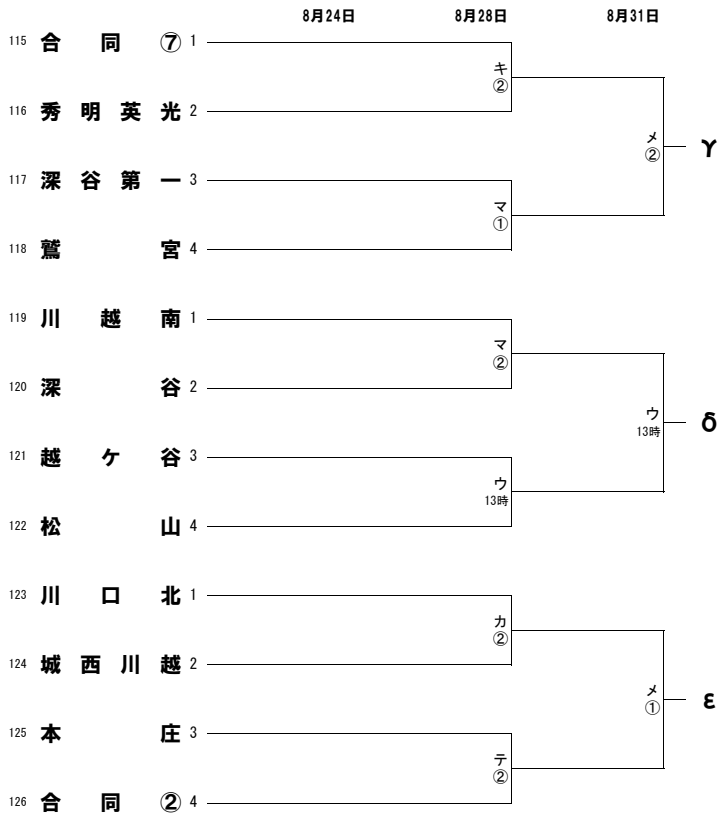 8月24日 8月28日 8月31日
115 合同⑦ 1
キ
②
116 秀明英光 2
メ
② γ
117 深谷第一 3
マ
①
118 鷲宮 4
119 川越南 1
マ
②
120 深谷 2
ウ
13時 δ
121 越ケ谷 3
ウ
13時
122 松山 4
123 川口北 1
カ
②
124 城西川越 2
メ
① ε
125 本庄 3
テ
②
126 合同② 4